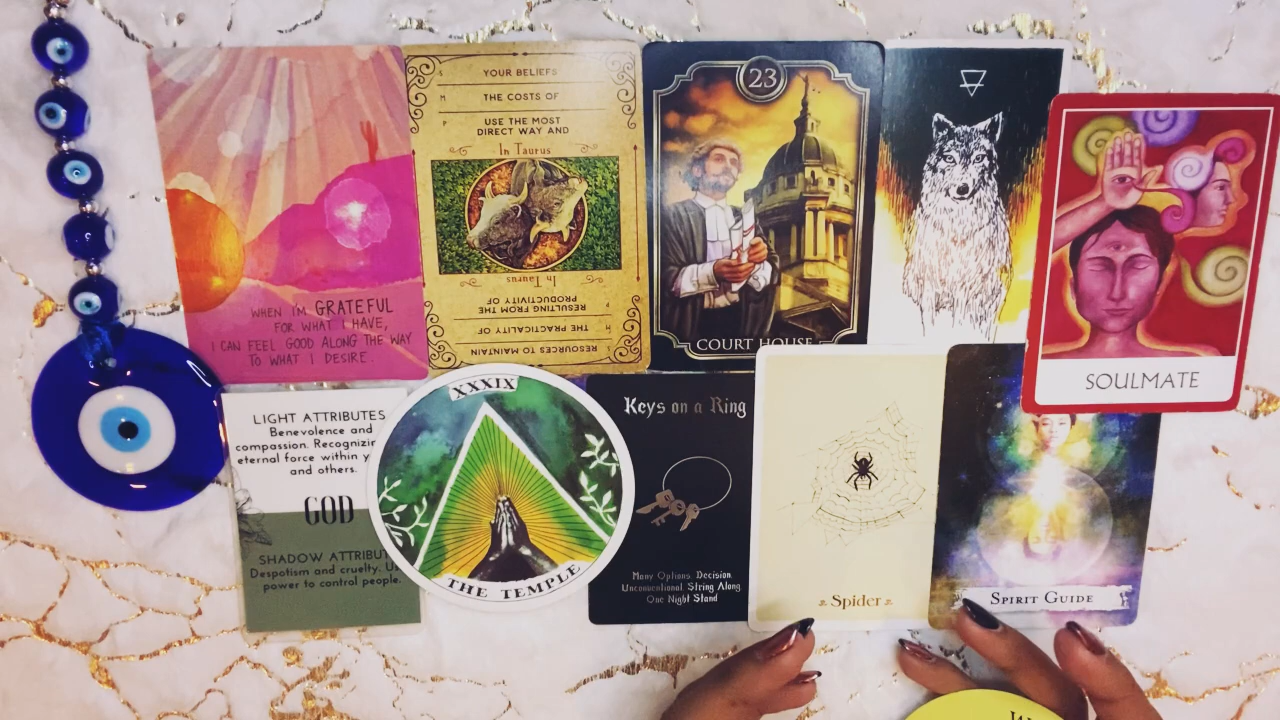 WHEN I'M GRATEFUL
FOR WHAT I HAVE,
I CAN FEEL GOOD ALONG THE WAY
TO WHAT I DESIRE.
YOUR BELIEFS
THE COSTS OF
USE THE MOST
DIRECT WAY AND
In Taurus
In Taurus
RESOURCES TO MAINTAIN
THE PRACTICALITY OF
RESULTING FROM THE
PRODUCTIVITY OF
23
COURT HOUSE
SOULMATE
LIGHT ATTRIBUTES
Benevolence and
compassion. Recognizin
eternal force within y
and others.
GOD
SHADOW ATTRIBUT
Despotism and cruelty. U
power to control people.
XXXIX
THE TEMPLE
Keys on a Ring
Many Options. Decision.
Unconventional. String Along
One Night Stand
Spider
SPIRIT GUIDE